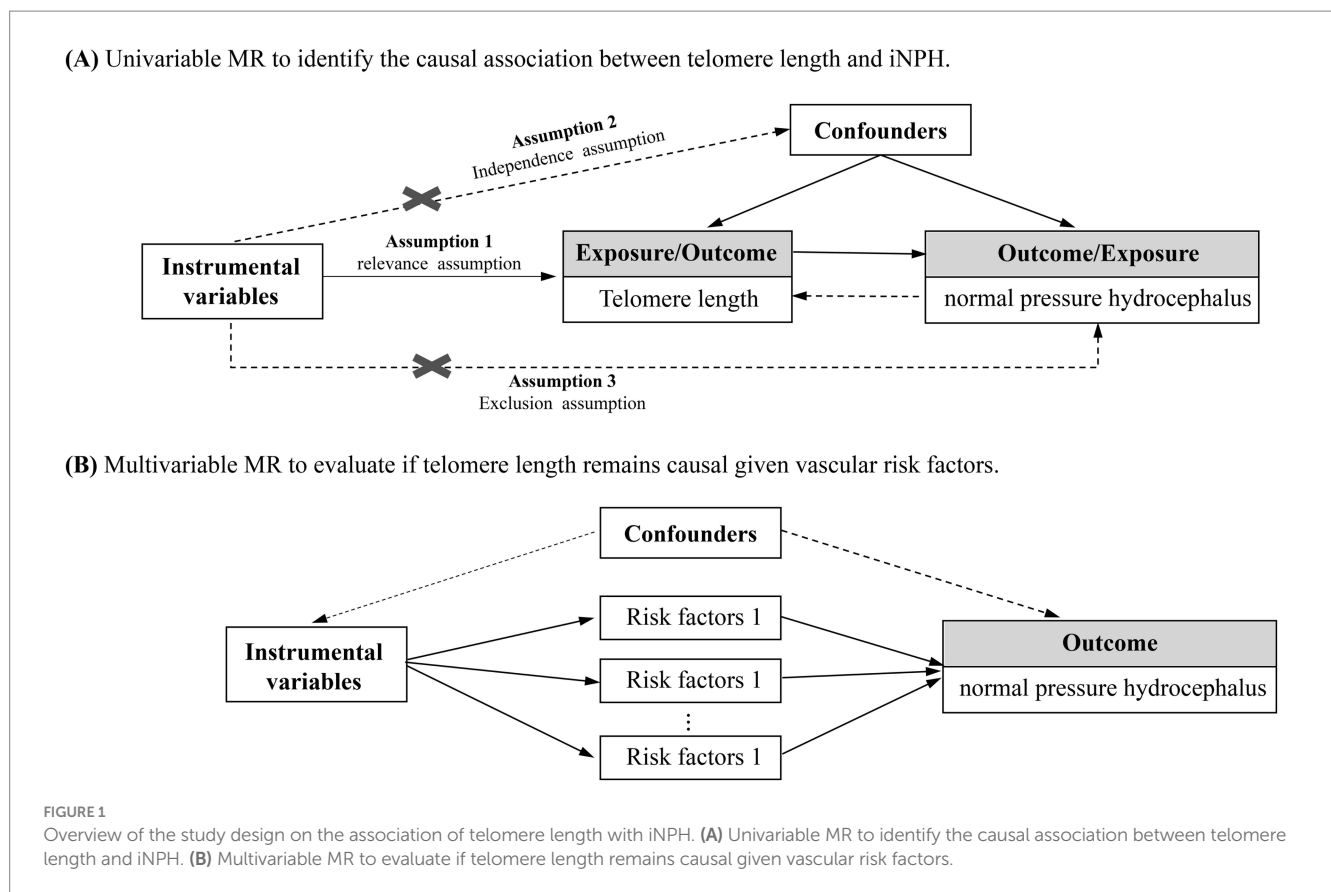 (A) Univariable MR to identify the causal association between telomere length and iNPH.
Assumption 2
Independence assumption
Confounders
Assumption 1
relevance assumption
Instrumental
variables
Exposure/Outcome
Telomere length
Outcome/Exposure
normal pressure hydrocephalus
Assumption 3
Exclusion assumption
(B) Multivariable MR to evaluate if telomere length remains causal given vascular risk factors.
Confounders
Instrumental
variables
Risk factors 1
Risk factors 1
⋮
Risk factors 1
Outcome
normal pressure hydrocephalus
FIGURE 1
Overview of the study design on the association of telomere length with iNPH. (A) Univariable MR to identify the causal association between telomere
length and iNPH. (B) Multivariable MR to evaluate if telomere length remains causal given vascular risk factors.